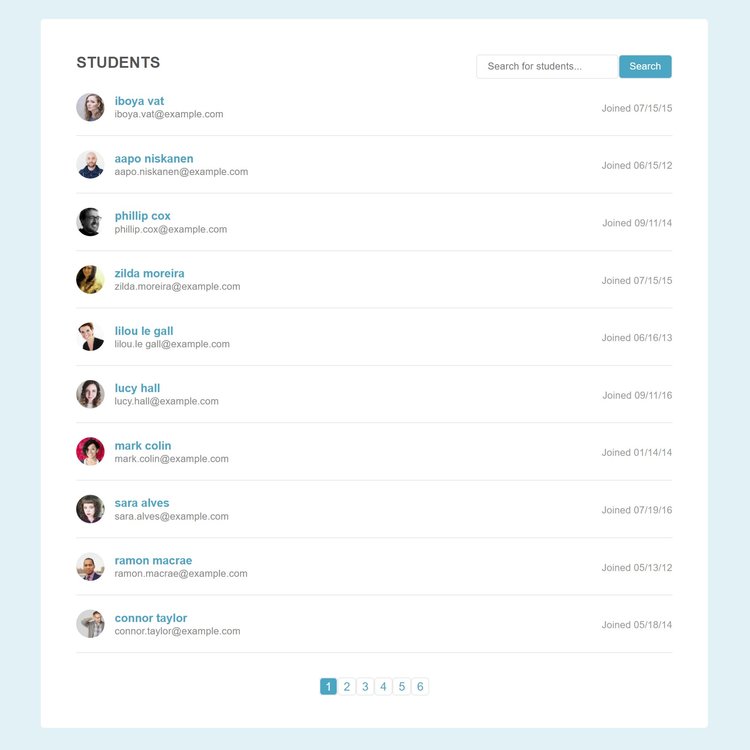 STUDENTS
Search for students... Search
iboya vat
iboya.vat@example.com
Joined 07/15/15
aapo niskanen
aapo.niskanen@example.com
Joined 06/15/12
phillip cox
phillip.cox@example.com
Joined 09/11/14
zilda moreira
zilda.moreira@example.com
Joined 07/15/15
lilou le gall
lilou.le gall@example.com
Joined 06/16/13
lucy hall
lucy.hall@example.com
Joined 09/11/16
mark colin
mark.colin@example.com
Joined 01/14/14
sara alves
sara.alves@example.com
Joined 07/19/16
ramon macrae
ramon.macrae@example.com
Joined 05/13/12
connor taylor
connor.taylor@example.com
Joined 05/18/14
1 2 3 4 5 6